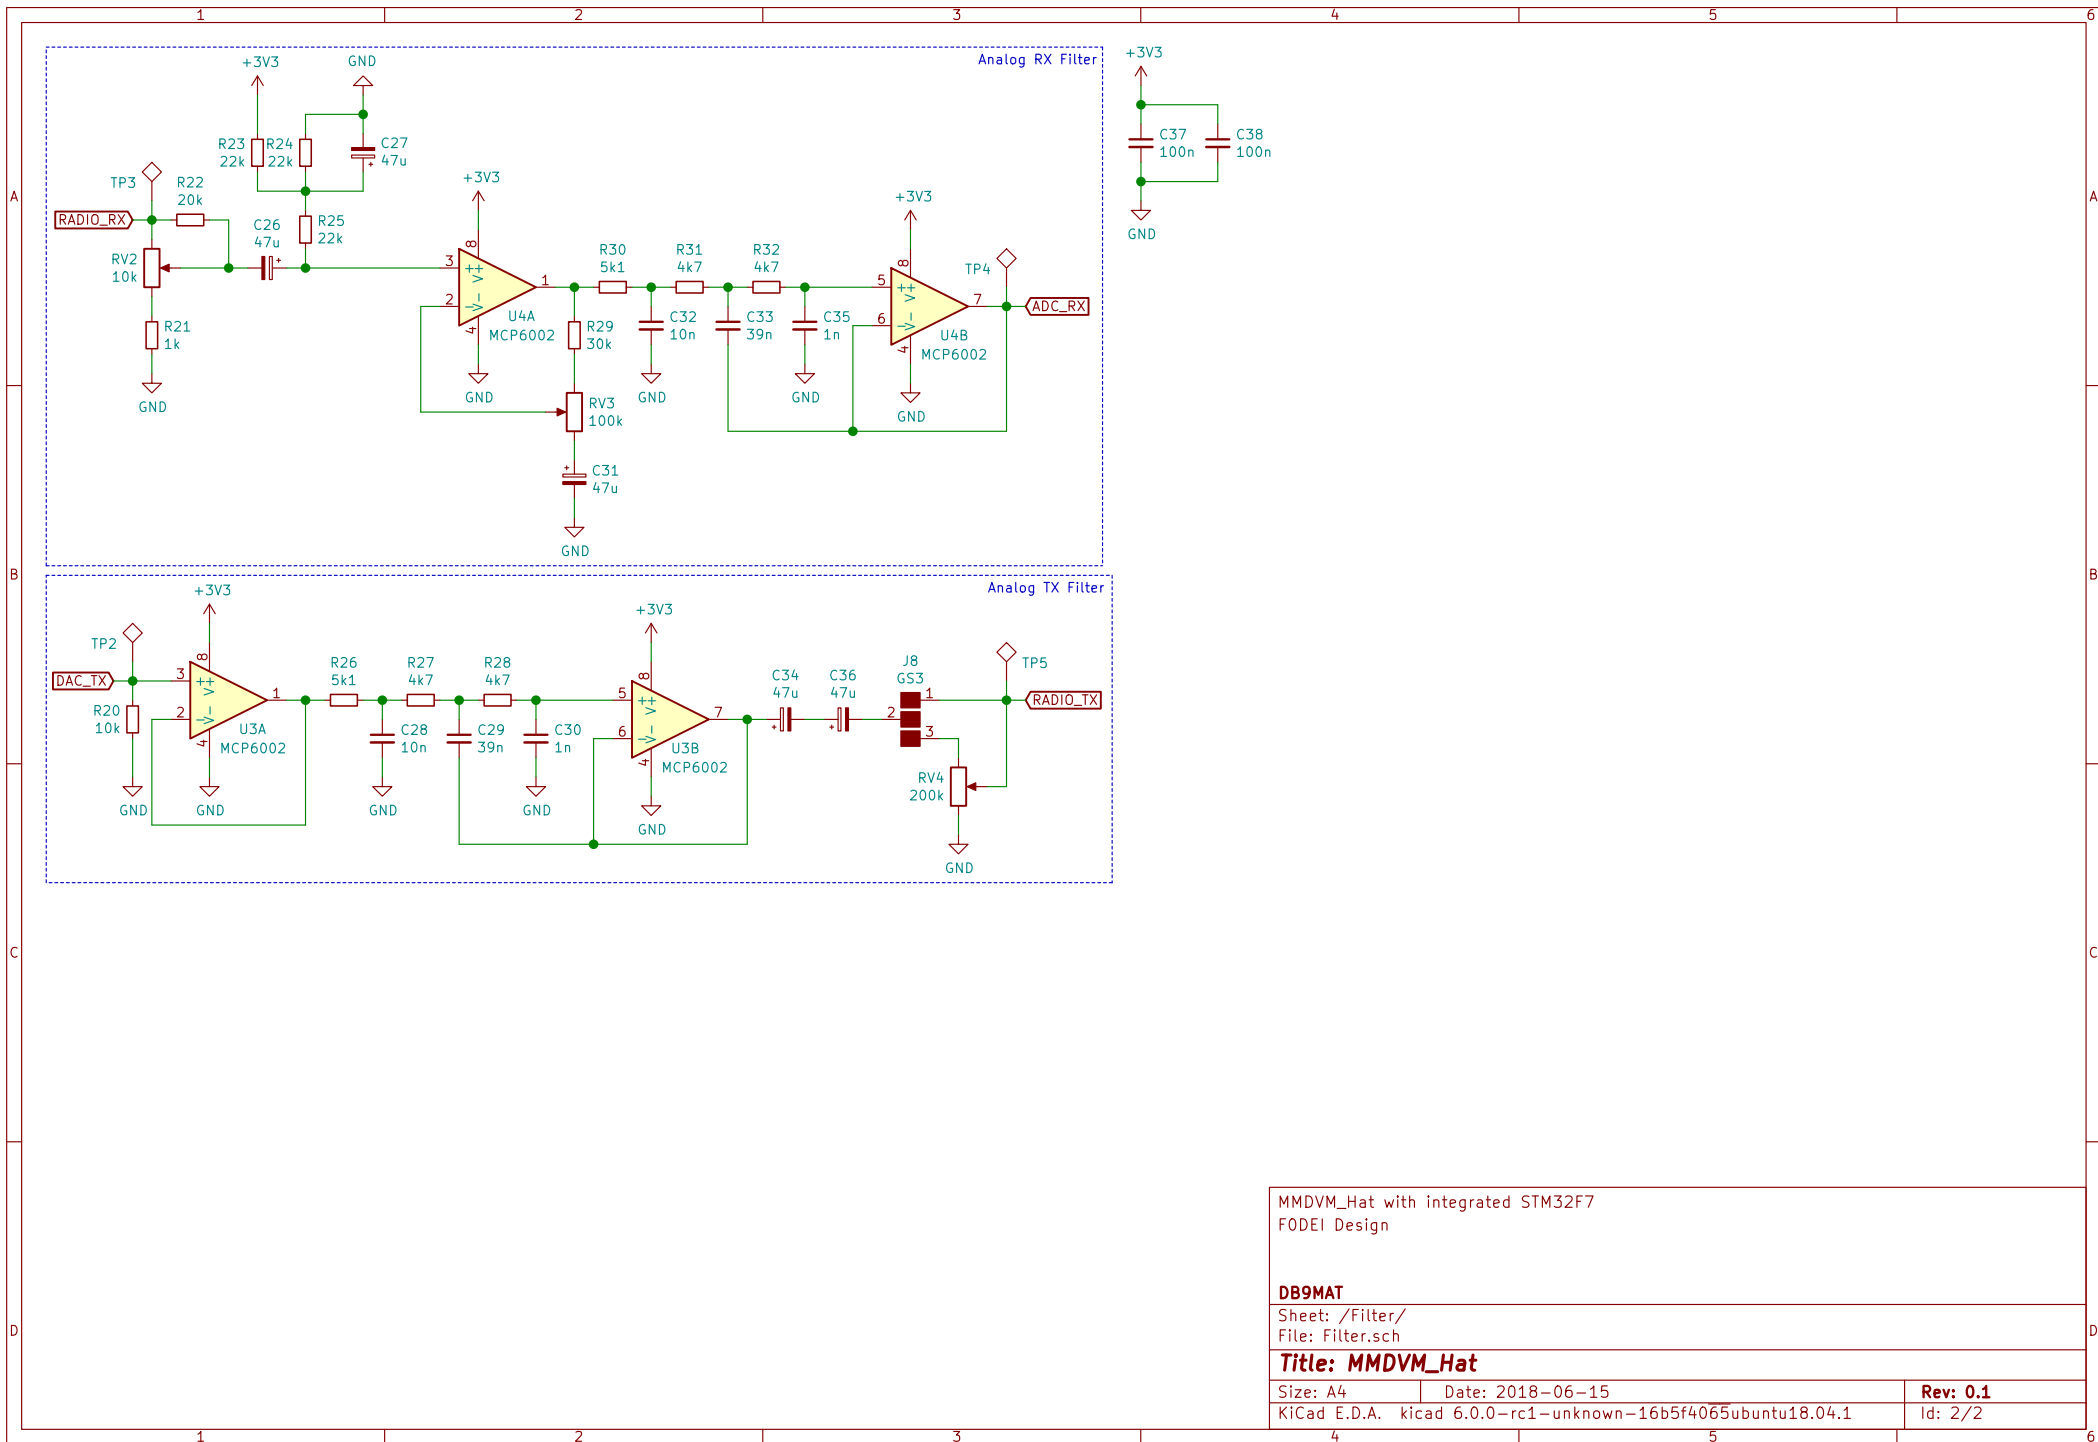 1 2 3 4 5 6
Analog RX Filter
+3V3
GND
+3V3
R23
22k
R24
22k
C27
47u
C37
100n
C38
100n
GND
TP3
R22
20k
RADIO_RX
C26
47u
R25
22k
RV2
10k
R21
1k
GND
+3V3
8
3
2
1
4
++
V
V-
U4A
MCP6002
GND
R30
5k1
R31
4k7
R32
4k7
R29
30k
C32
10n
GND
C33
39n
C35
1n
GND
RV3
100k
C31
47u
GND
+3V3
8
5
6
7
4
++
V
V-
U4B
MCP6002
GND
TP4
ADC_RX
A
A
B
B
Analog TX Filter
+3V3
TP2
DAC_TX
R20
10k
GND
8
3
2
1
4
++
V
V-
U3A
MCP6002
GND
R26
5k1
R27
4k7
R28
4k7
C28
10n
GND
C29
39n
C30
1n
GND
+3V3
8
5
6
7
4
++
V
V-
U3B
MCP6002
GND
C34
47u
C36
47u
J8
GS3
1
2
3
TP5
RADIO_TX
RV4
200k
GND
C
C
D
D
MMDVM_Hat with integrated STM32F7
F0DEI Design
DB9MAT
Sheet: /Filter/
File: Filter.sch
Title: MMDVM_Hat
Size: A4 Date: 2018-06-15 Rev: 0.1
KiCad E.D.A. kicad 6.0.0-rc1-unknown-16b5f4065ubuntu18.04.1 Id: 2/2
1 2 3 4 5 6